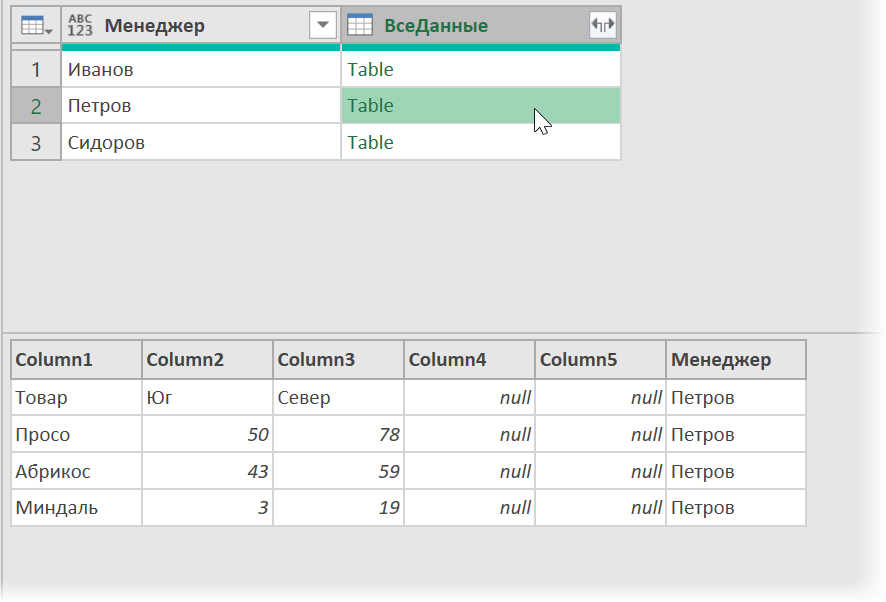 ABC 123 Менеджер ВсеДанные
1 Иванов Table
2 Петров Table
3 Сидоров Table
Column1 Column2 Column3 Column4 Column5 Менеджер
Товар Юг Север null null Петров
Просо 50 78 null null Петров
Абрикос 43 59 null null Петров
Миндаль 3 19 null null Петров